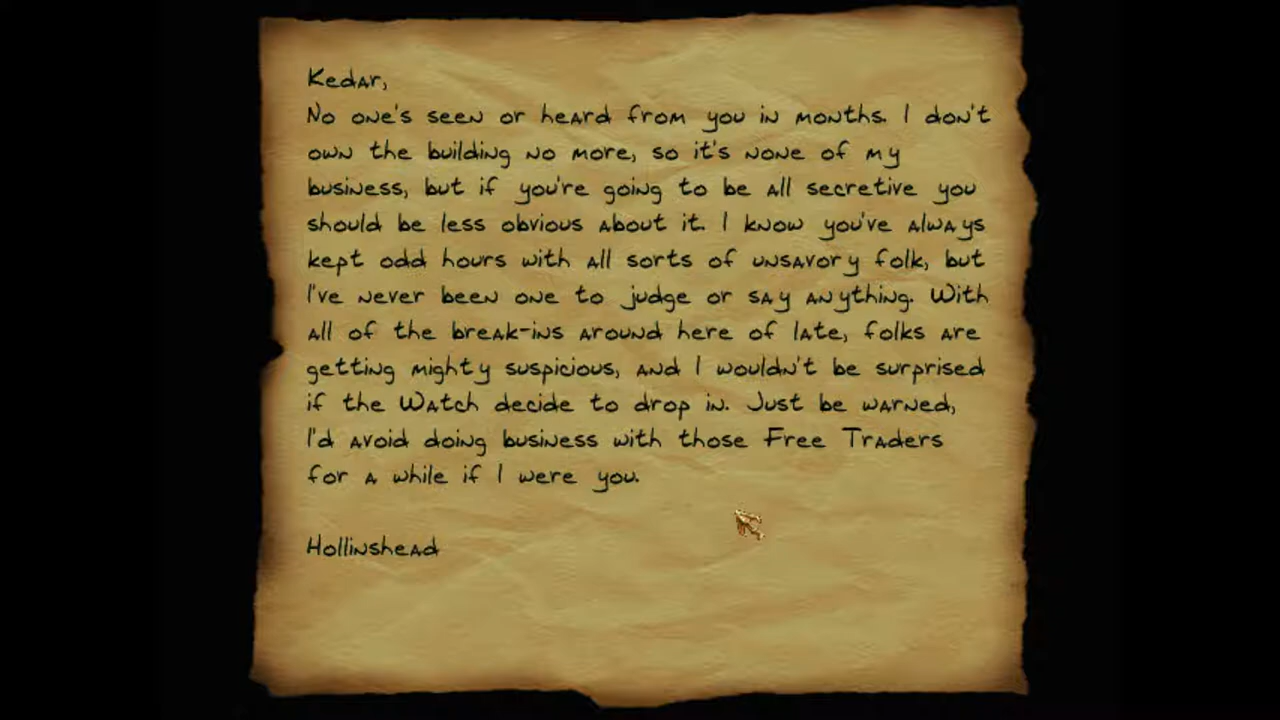 Kedar,
No one's seen or heard from you in months. I don't
own the building no more, so it's none of my
business, but if you're going to be all secretive you
should be less obvious about it. I know you've always
kept odd hours with all sorts of unsavory folk, but
I've never been one to judge or say anything. With
all of the break-ins around here of late, folks are
getting mighty suspicious, and I wouldn't be surprised
if the Watch decide to drop in. Just be warned,
I'd avoid doing business with those Free Traders
for a while if I were you.
Hollinshead